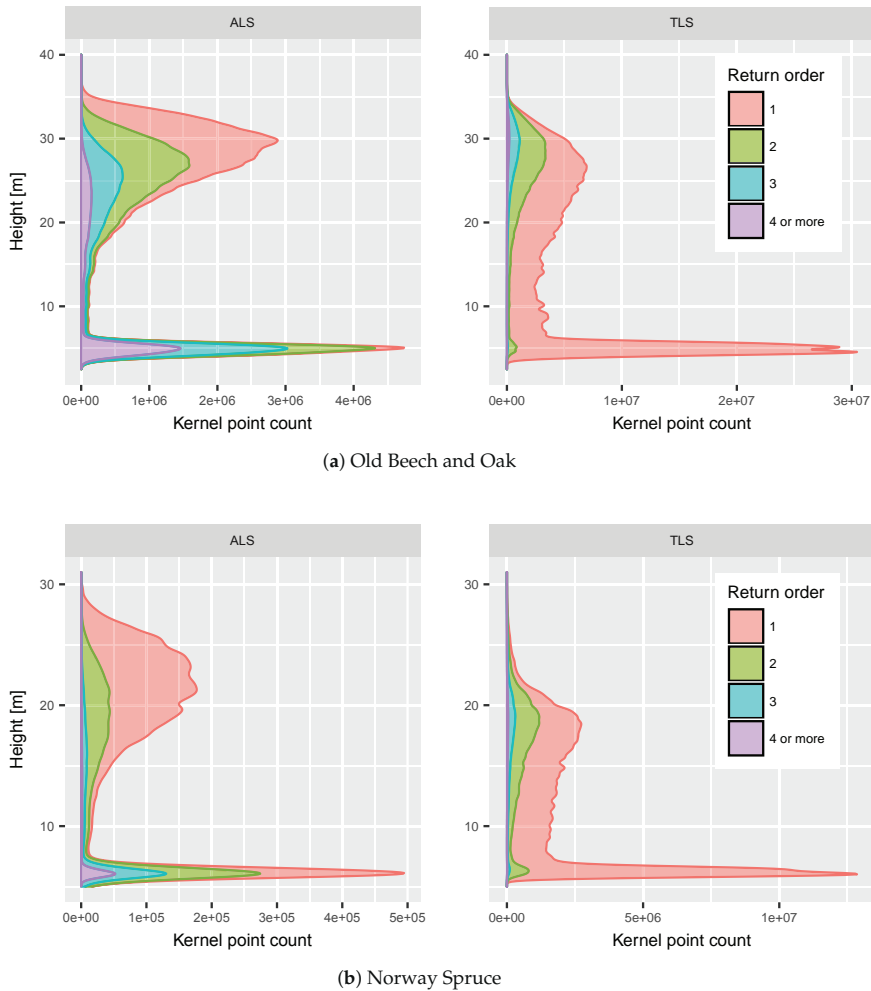 ALS
TLS
40
30
20
10
Height [m]
0e+00 1e+06 2e+06 3e+06 4e+06
Kernel point count
40
30
20
10
Return order
1
2
3
4 or more
0e+00 1e+07 2e+07 3e+07
Kernel point count
(a) Old Beech and Oak
ALS
TLS
30
20
10
Height [m]
0e+00 1e+05 2e+05 3e+05 4e+05 5e+05
Kernel point count
30
20
10
Return order
1
2
3
4 or more
0e+00 5e+06 1e+07
Kernel point count
(b) Norway Spruce